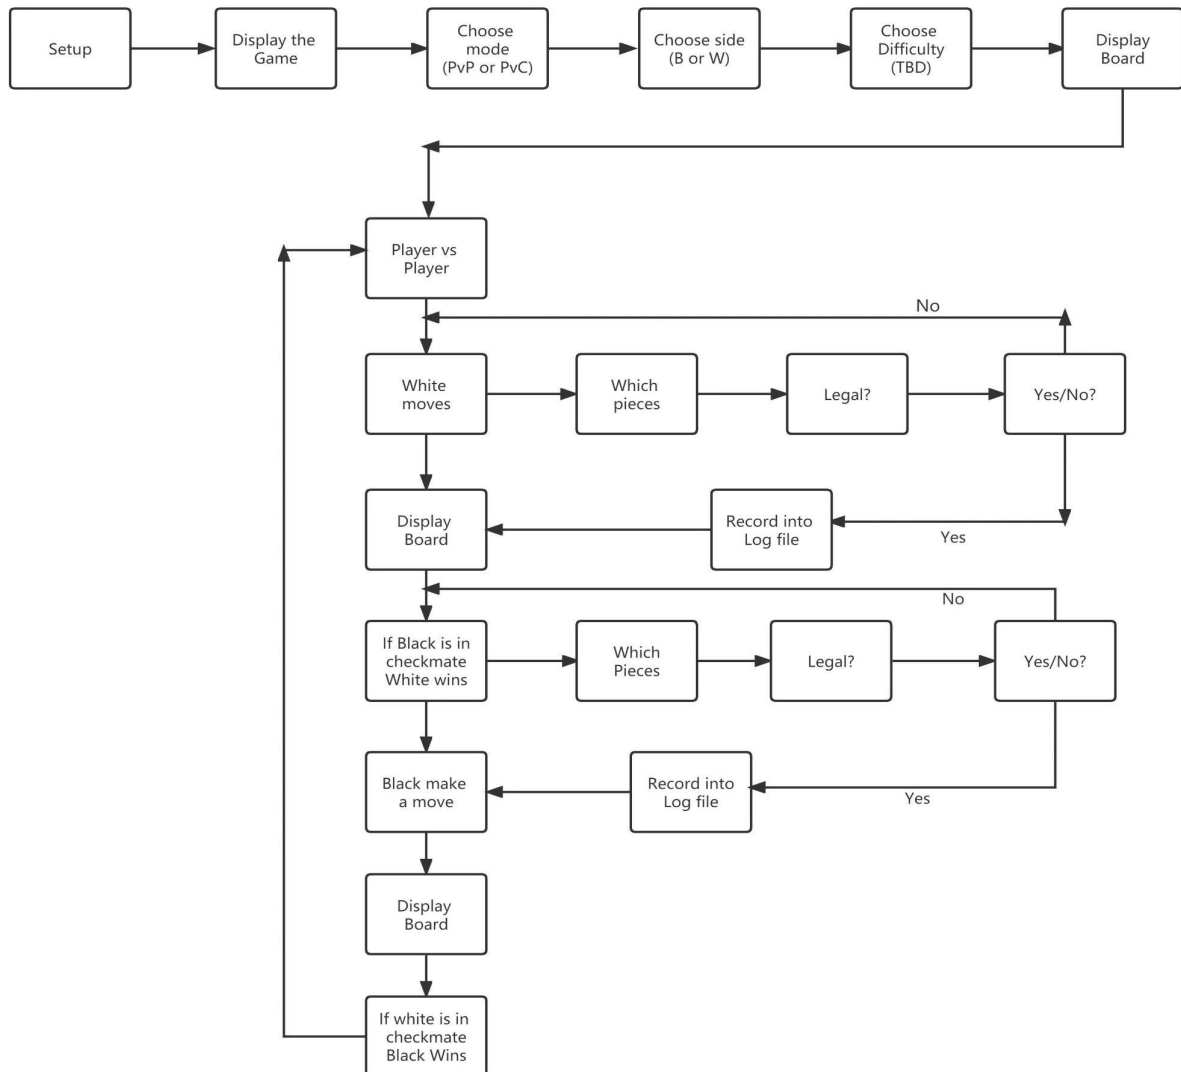 Setup
Display the
Game
Choose
mode
(PvP or PvC)
Choose side
(B or W)
Choose
Difficulty
(TBD)
Display
Board
Player vs
Player
No
White
moves
Which
pieces
Legal?
Yes/No?
Display
Board
Record into
Log file
Yes
No
If Black is in
checkmate
White wins
Which
Pieces
Legal?
Yes/No?
Black make
a move
Record into
Log file
Yes
Display
Board
If white is in
checkmate
Black Wins